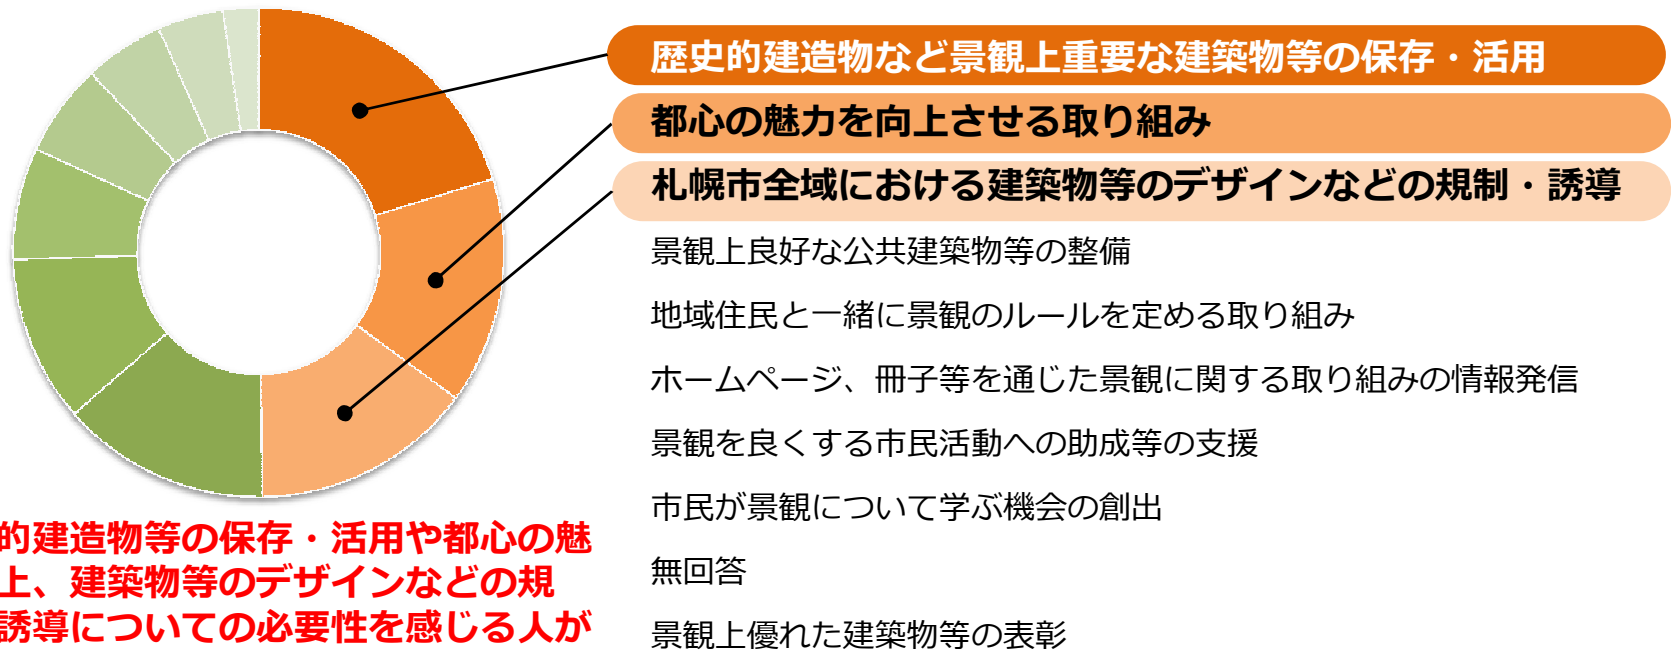 歴史的建造物など景観上重要な建築物等の保存・活用
都心の魅力を向上させる取り組み
札幌市全域における建築物等のデザインなどの規制・誘導
景観上良好な公共建築物等の整備
地域住民と一緒に景観のルールを定める取り組み
ホームページ、冊子等を通じた景観に関する取り組みの情報発信
景観を良くする市民活動への助成等の支援
市民が景観について学ぶ機会の創出
無回答
景観上優れた建築物等の表彰
的建造物等の保存・活用や都心の魅
上、建築物等のデザインなどの規
誘導についての必要性を感じる人が